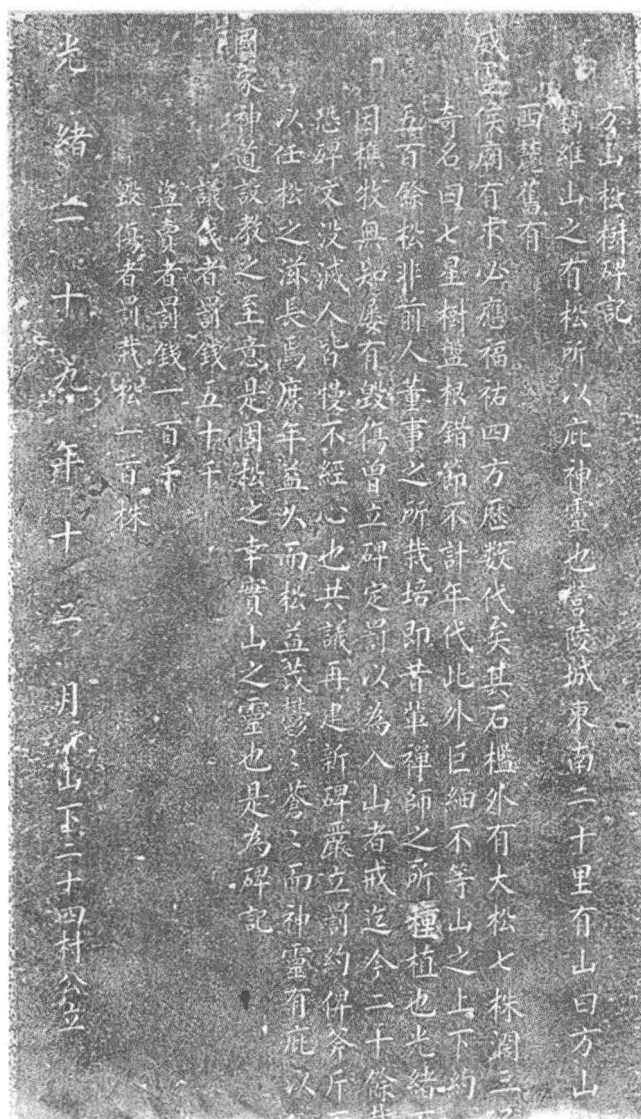 方山松樹碑記
竊維山之有松所以庇神靈也營陵城東南二十里有山曰方山
西麓舊有
威靈侯廟有求必應福祐四方歷数代矣其石檻外有大松七株濶三
奇名曰七星樹盤根錯節不計年代此外巨細不等山之上下約
五百餘松非前人董事之所栽培即昔輩禪師之所種植也光緒
因樵牧無知屡有毀傷曾立碑定罰以為入山者戒迄今二十餘
恐碑文没滅人皆慢不經心也共議再建新碑嚴立罰約俾斧斤
以任松之滋長焉庶年益久而松益茂鬱〻蒼〻而神靈有庇以
國家神道設教之至意是固松之幸實山之靈也是為碑記
議伐者罰錢五十千
盜賣者罰錢一百千
毀傷者罰栽松一百株
光緒二十九年十二月 山下二十四村公立